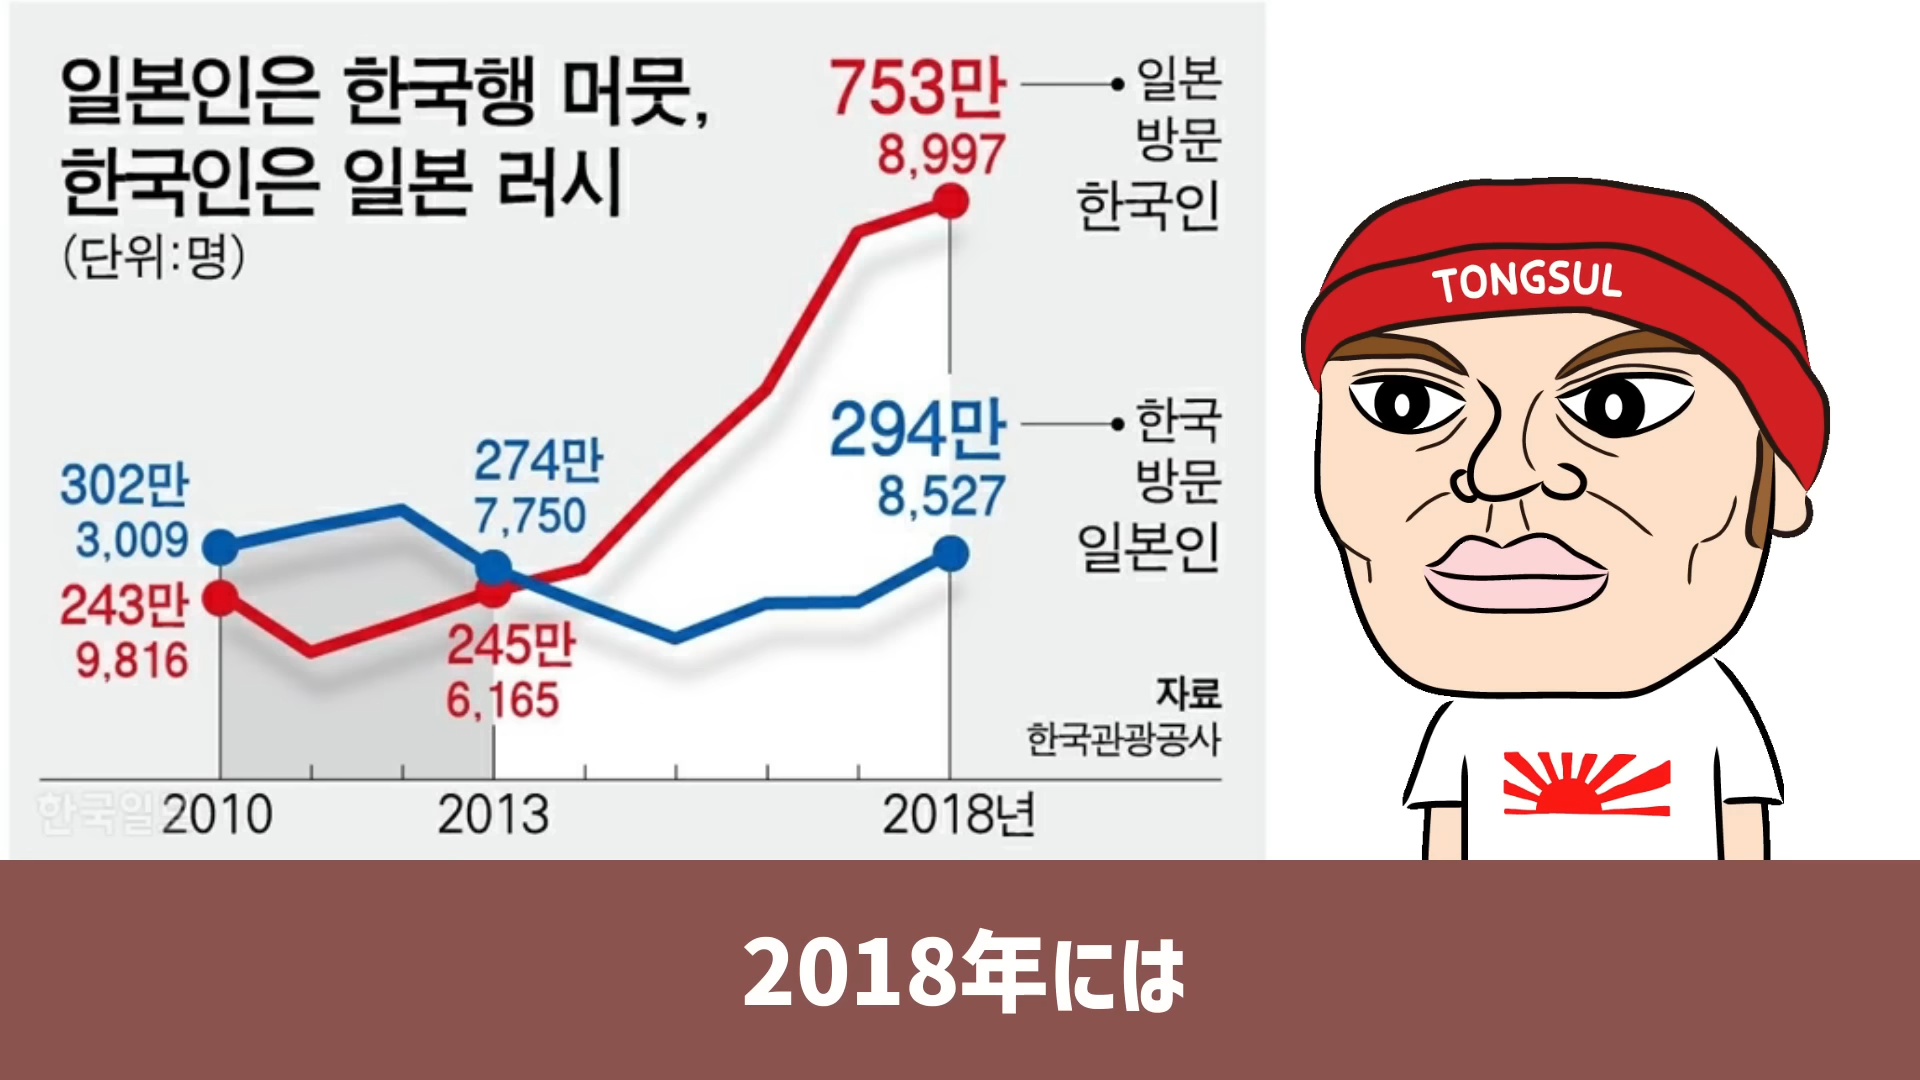 일본인은 한국행 머뭇,
한국인은 일본 러시
(단위:명)
753만
8,997
일본
방문
한국인
302만
3,009
243만
9,816
274만
7,750
245만
6,165
294만
8,527
한국
방문
일본인
자료
한국관광공사
한국일보
2010
2013
2018년
TONGSUL
2018年には